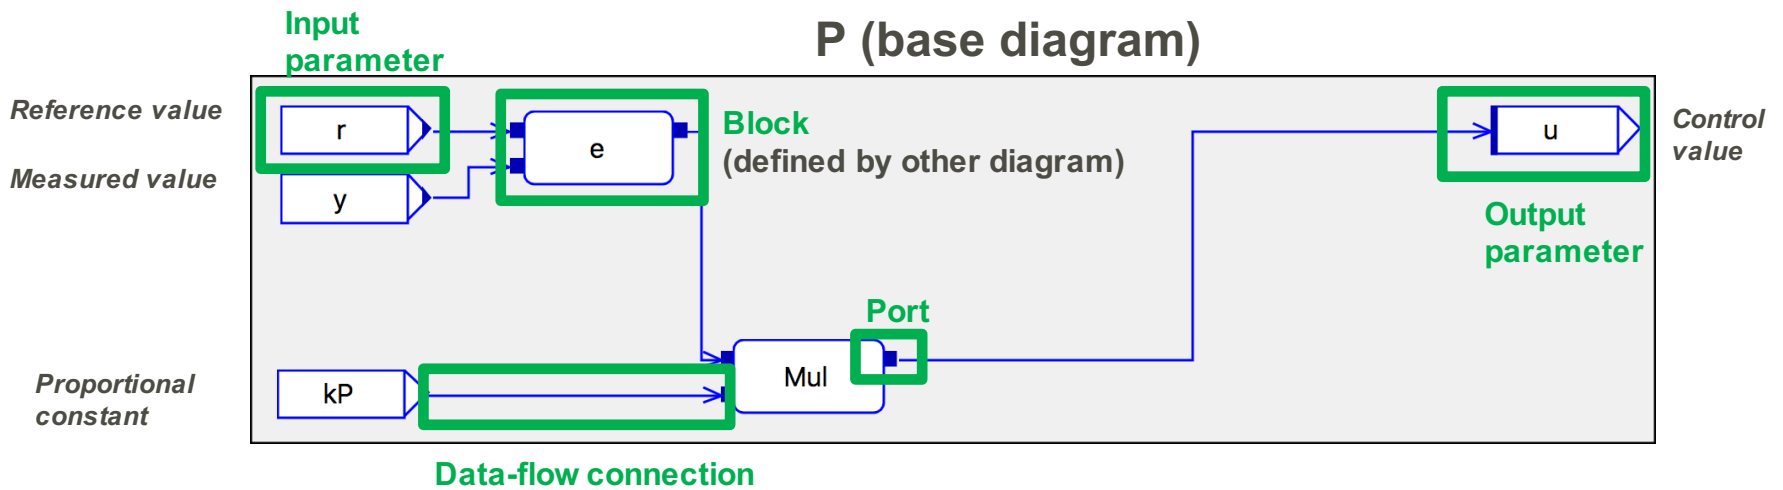 P (base diagram)
Input
parameter
Reference value
r
e
Block
(defined by other diagram)
u
Control
value
Measured value
y
Output
parameter
Port
Proportional
constant
kP
Mul
Data-flow connection